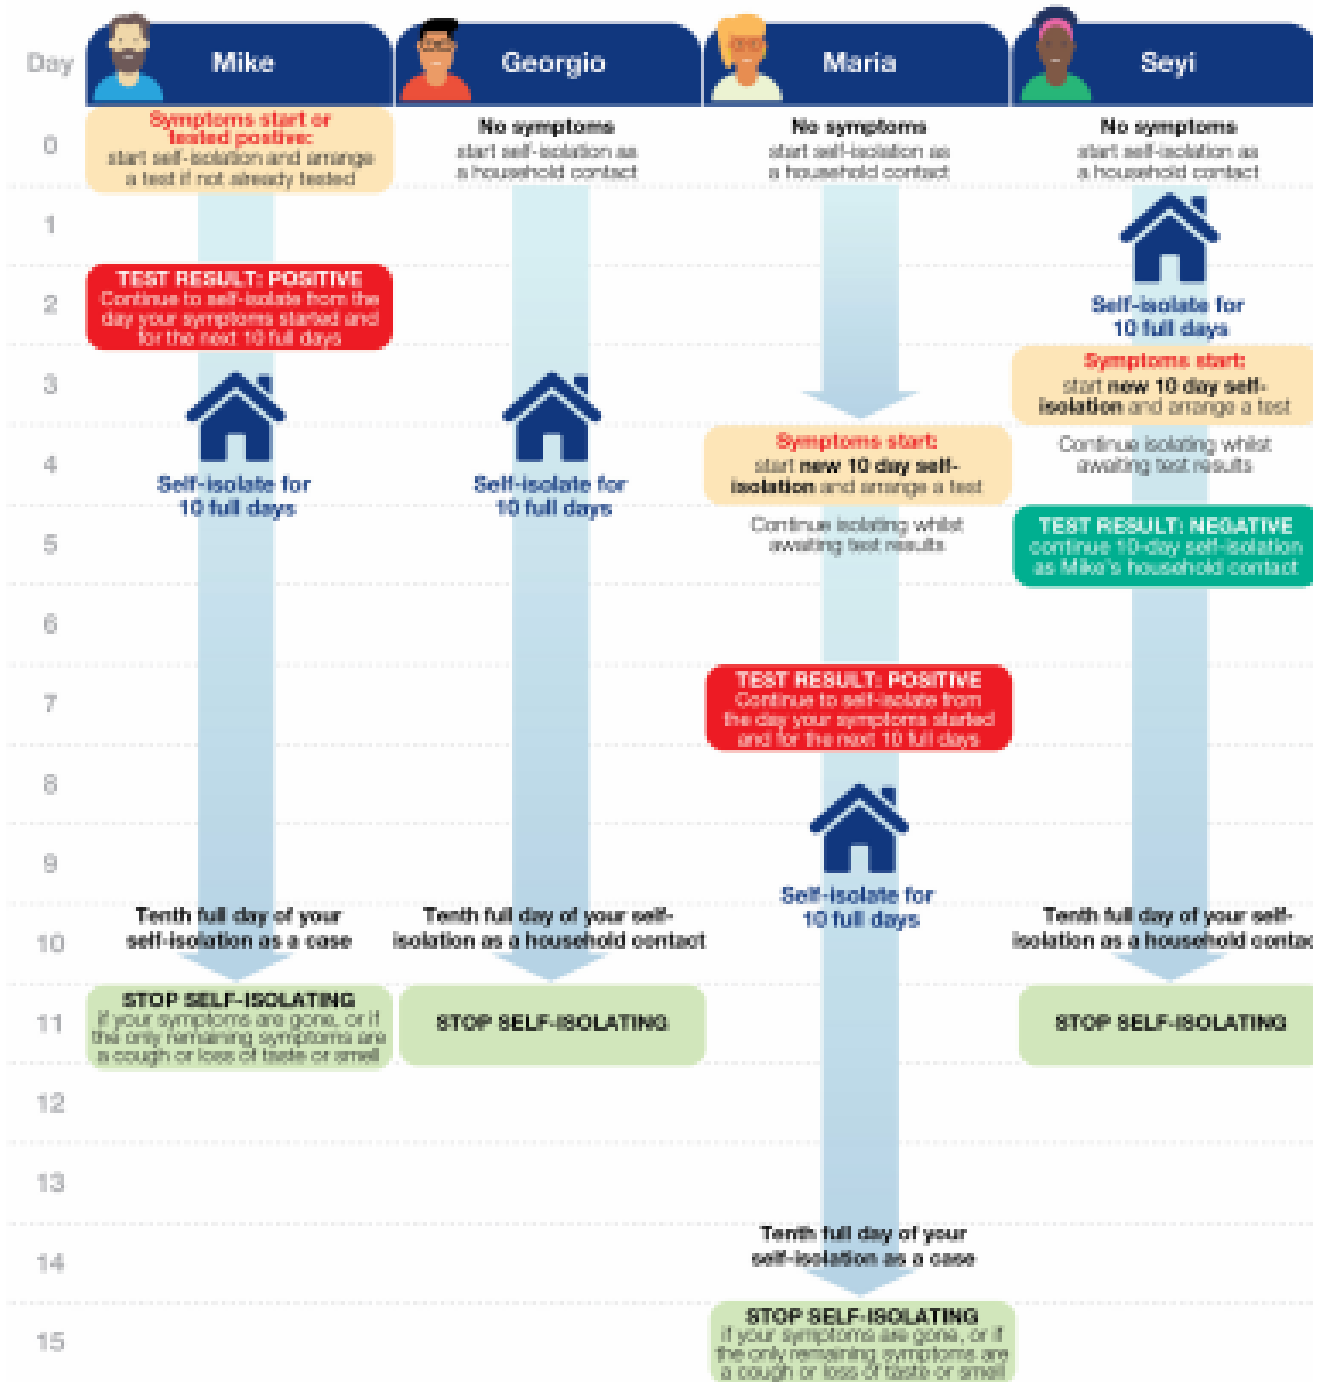 Day
Mike
Georgio
Maria
Seyi
0
Symptoms start or
tested positive:
start self-isolation and arrange
a test if not already tested
No symptoms
start self-isolation as
a household contact
No symptoms
start self-isolation as
a household contact
No symptoms
start self-isolation as
a household contact
1
2
TEST RESULT: POSITIVE
Continue to self-isolate from the
day your symptoms started and
for the next 10 full days
Self-isolate for
10 full days
3
Symptoms start:
start new 10 day self-
isolation and arrange a test
4
Self-isolate for
10 full days
Self-isolate for
10 full days
Symptoms start:
start new 10 day self-
isolation and arrange a test
Continue isolating whilst
awaiting test results
5
Continue isolating whilst
awaiting test results
TEST RESULT: NEGATIVE
continue 10-day self-isolation
as Mike's household contact
6
7
TEST RESULT: POSITIVE
Continue to self-isolate from
the day your symptoms started
and for the next 10 full days
8
9
Self-isolate for
10 full days
10
Tenth full day of your
self-isolation as a case
Tenth full day of your self-
isolation as a household contact
Tenth full day of your self-
isolation as a household contac
11
STOP SELF-ISOLATING
if your symptoms are gone, or if
the only remaining symptoms are
a cough or loss of taste or smell
STOP SELF-ISOLATING
STOP SELF-ISOLATING
12
13
14
Tenth full day of your
self-isolation as a case
15
STOP SELF-ISOLATING
if your symptoms are gone, or if
the only remaining symptoms are
a cough or loss of taste or smell